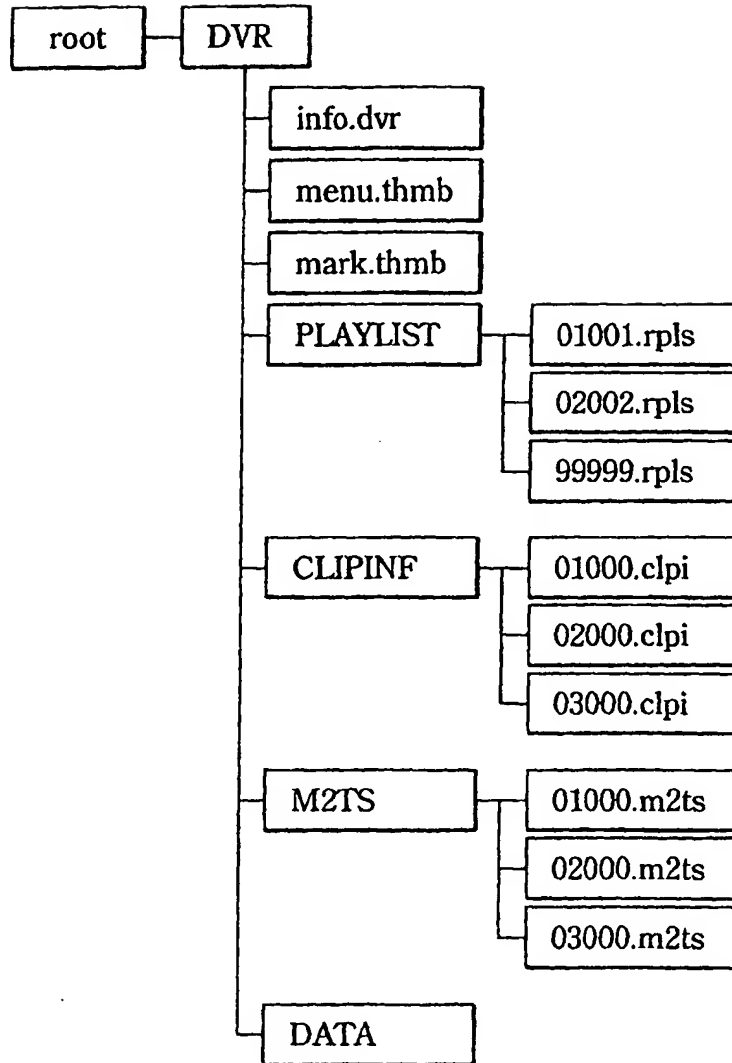 root DVR
info.dvr
menu.thmb
mark.thmb
PLAYLIST 01001.rpls
02002.rpls
99999.rpls
CLIPINF 01000.clpi
02000.clpi
03000.clpi
M2TS 01000.m2ts
02000.m2ts
03000.m2ts
DATA